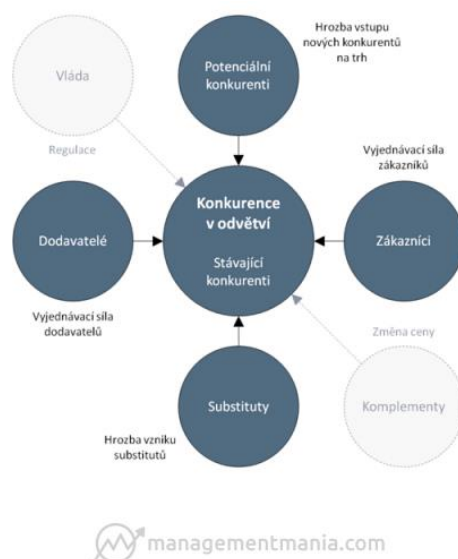 Hrozba vstupu
nových konkurentů
na trh
Potenciální
konkurenti
Vláda
Regulace
Vyjednávací síla
zákazníků
Konkurence
v odvětví
Stávající
konkurenti
Dodavatelé
Zákazníci
Vyjednávací síla
dodavatelů
Změna ceny
Substituty
Komplementy
Hrozba vzniku
substitutů
managementmania.com